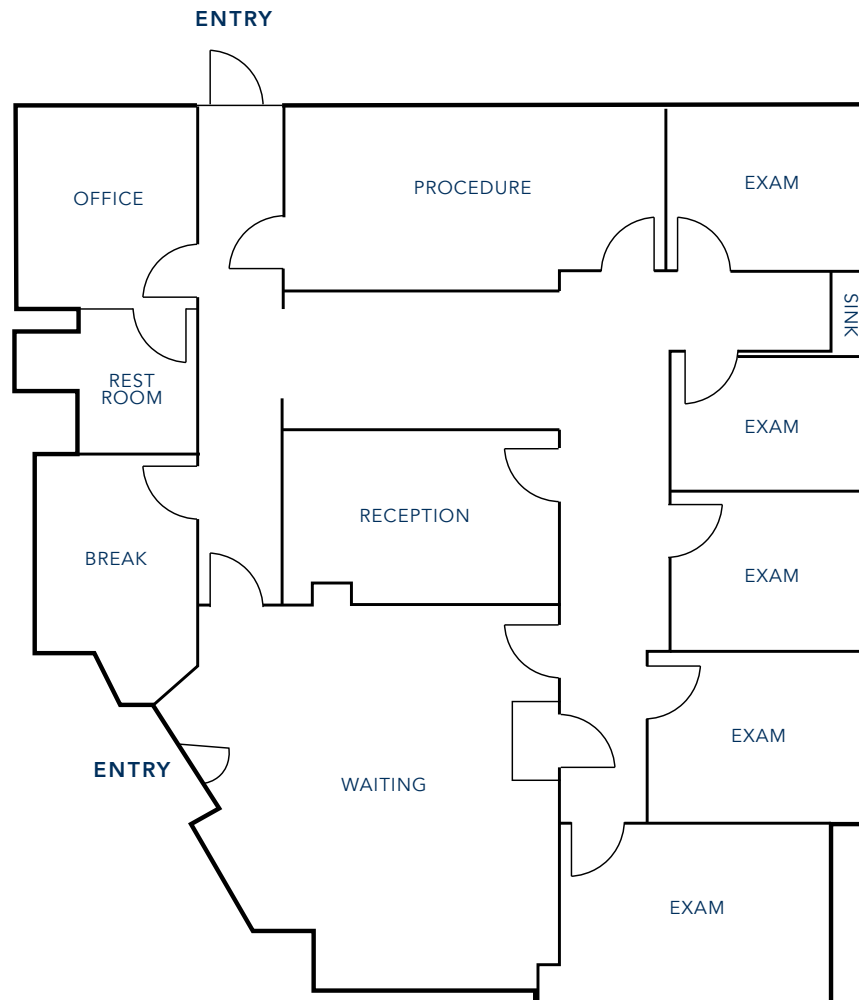 ENTRY
OFFICE
PROCEDURE
EXAM
SINK
REST
ROOM
EXAM
RECEPTION
BREAK
EXAM
EXAM
ENTRY
WAITING
EXAM